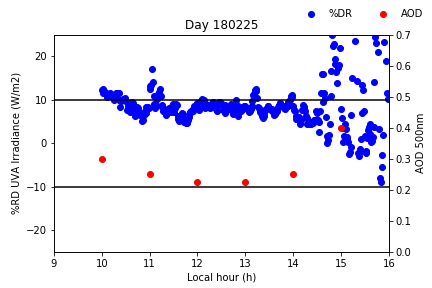 %DR AOD
Day 180225
20
10
0
−10
−20
%RD UVA Irradiance (W/m2)
0.7
0.6
0.5
0.4
0.3
0.2
0.1
0.0
AOD 500nm
9 10 11 12 13 14 15 16
Local hour (h)